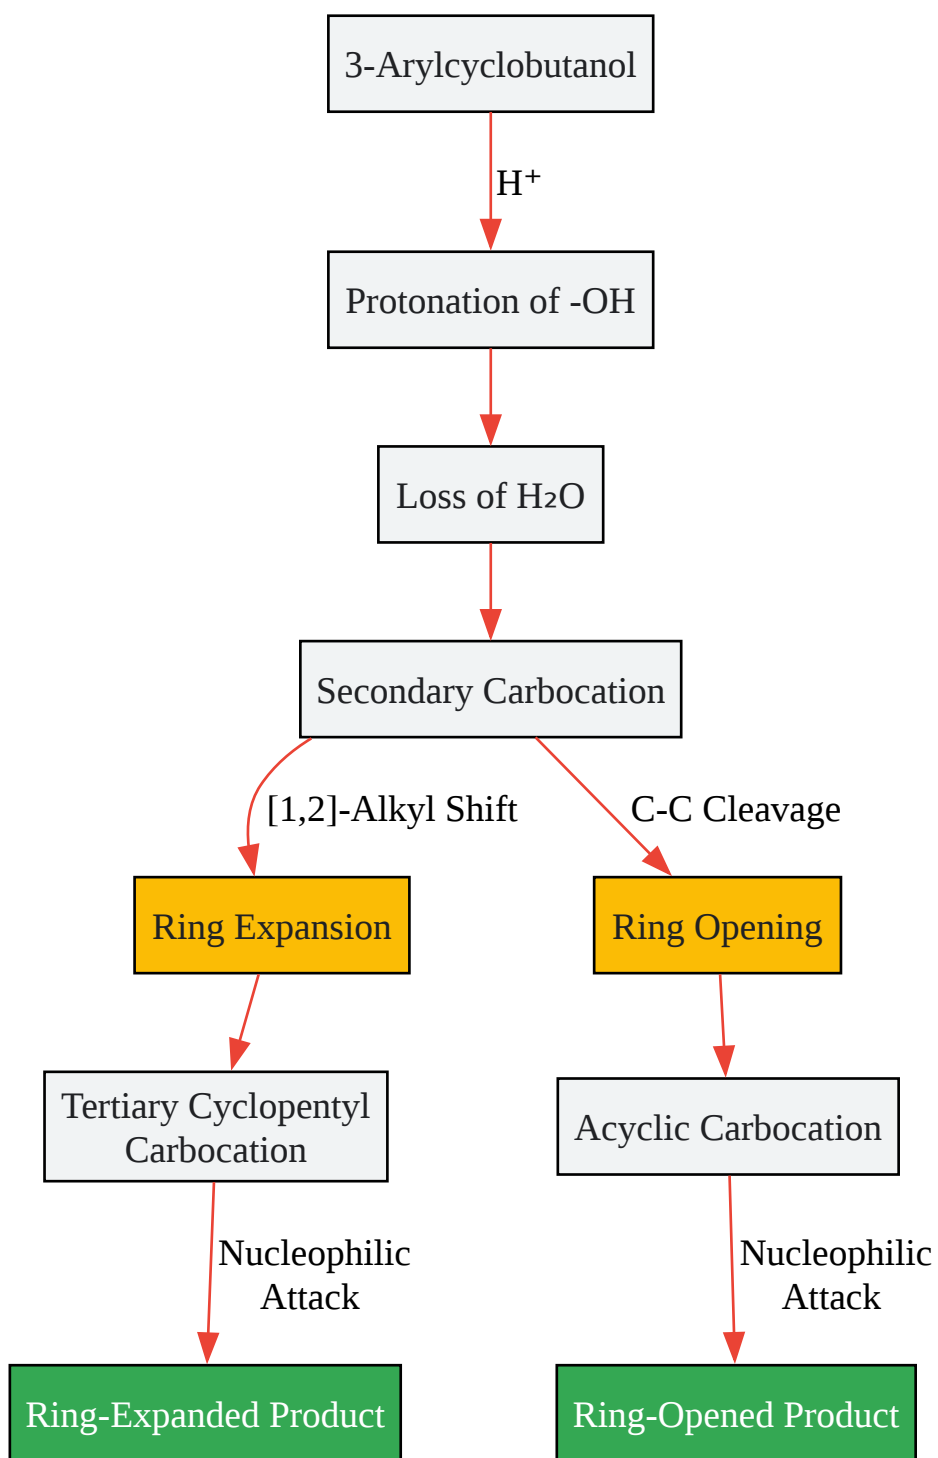 3-Arylcyclobutanol
H⁺
Protonation of -OH
Loss of H₂O
Secondary Carbocation
[1,2]-Alkyl Shift
C-C Cleavage
Ring Expansion
Ring Opening
Tertiary Cyclopentyl
Carbocation
Acyclic Carbocation
Nucleophilic
Attack
Nucleophilic
Attack
Ring-Expanded Product
Ring-Opened Product